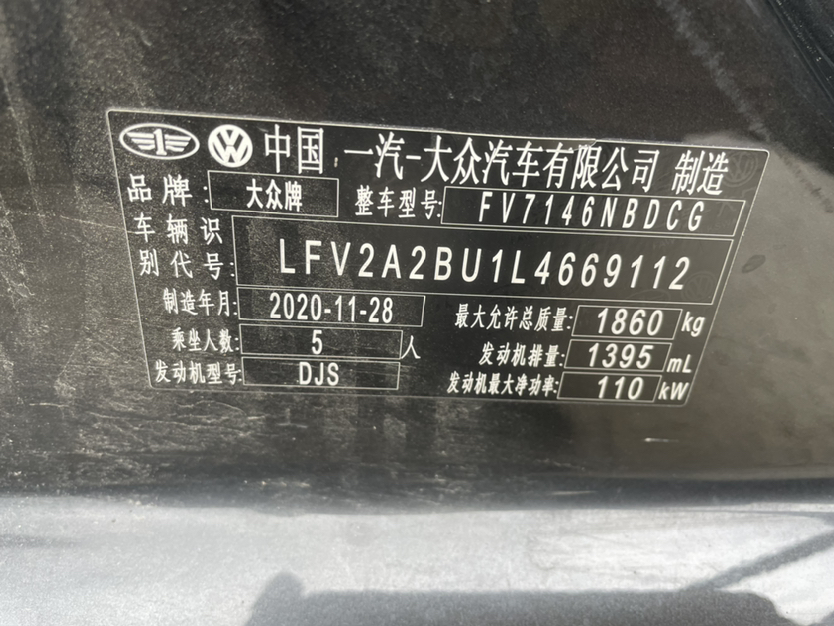 中国 一汽-大众汽车有限公司 制造
品牌: 大众牌 整车型号: FV7146NBDCG
车辆识别代号: LFV2A2BU1L4669112
制造年月: 2020-11-28 最大允许总质量: 1860 kg
乘坐人数: 5 人 发动机排量: 1395 mL
发动机型号: DJS 发动机最大净功率: 110 kW